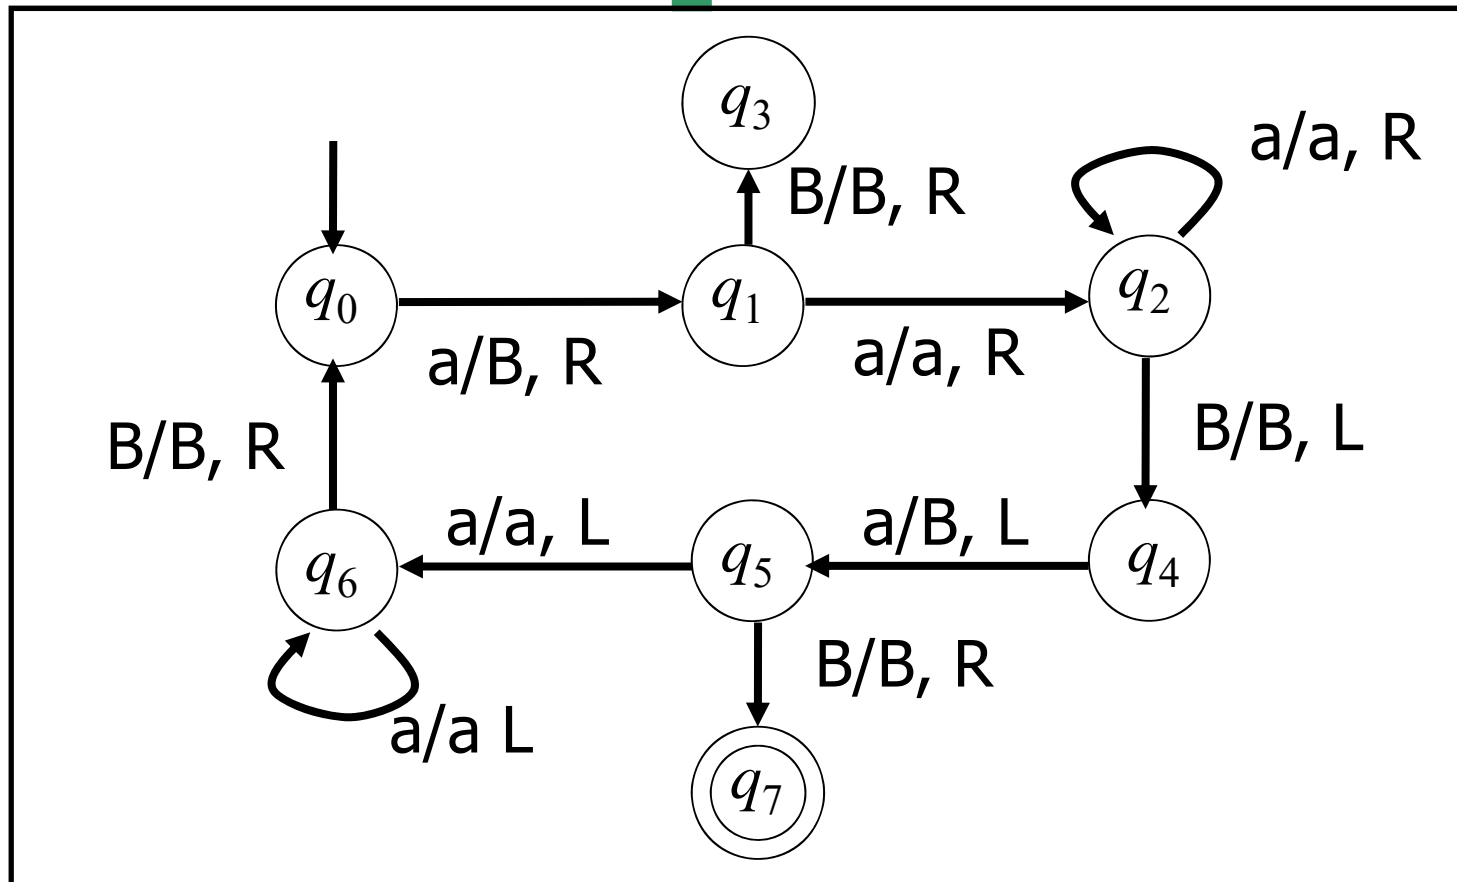 q3
a/a, R
B/B, R
q0
q1
q2
a/B, R
a/a, R
B/B, R
B/B, L
a/a, L
a/B, L
q6
q5
q4
B/B, R
a/a L
q7